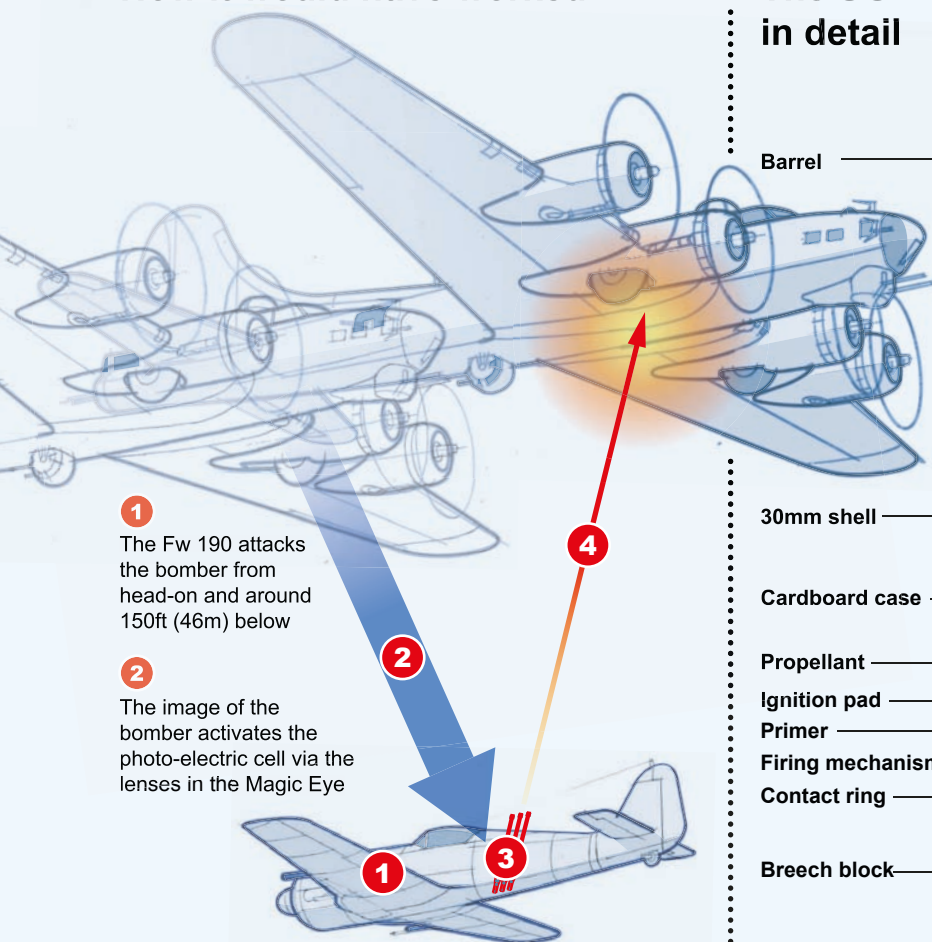 in detail
Barrel
4
1
The Fw 190 attacks
the bomber from
head-on and around
150ft (46m) below
2
2
The image of the
bomber activates the
photo-electric cell via the
lenses in the Magic Eye
3
1
30mm shell
Cardboard case
Propellant
Ignition pad
Primer
Firing mechanism
Contact ring
Breech block